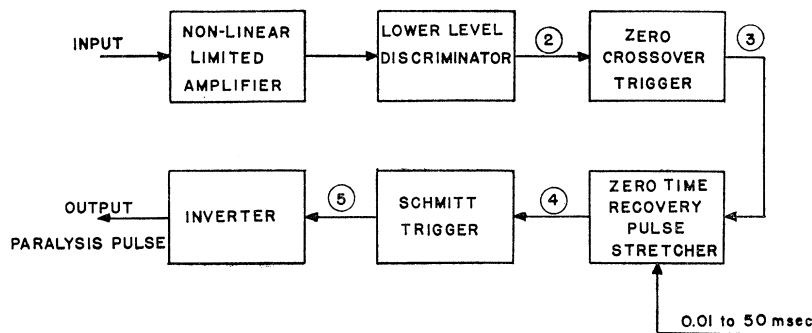 INPUT
NON-LINEAR
LIMITED
AMPLIFIER
LOWER LEVEL
DISCRIMINATOR
2
ZERO
CROSSOVER
TRIGGER
3
OUTPUT
PARALYSIS PULSE
INVERTER
5
SCHMITT
TRIGGER
4
ZERO TIME
RECOVERY
PULSE
STRETCHER
0.01 to 50 msec